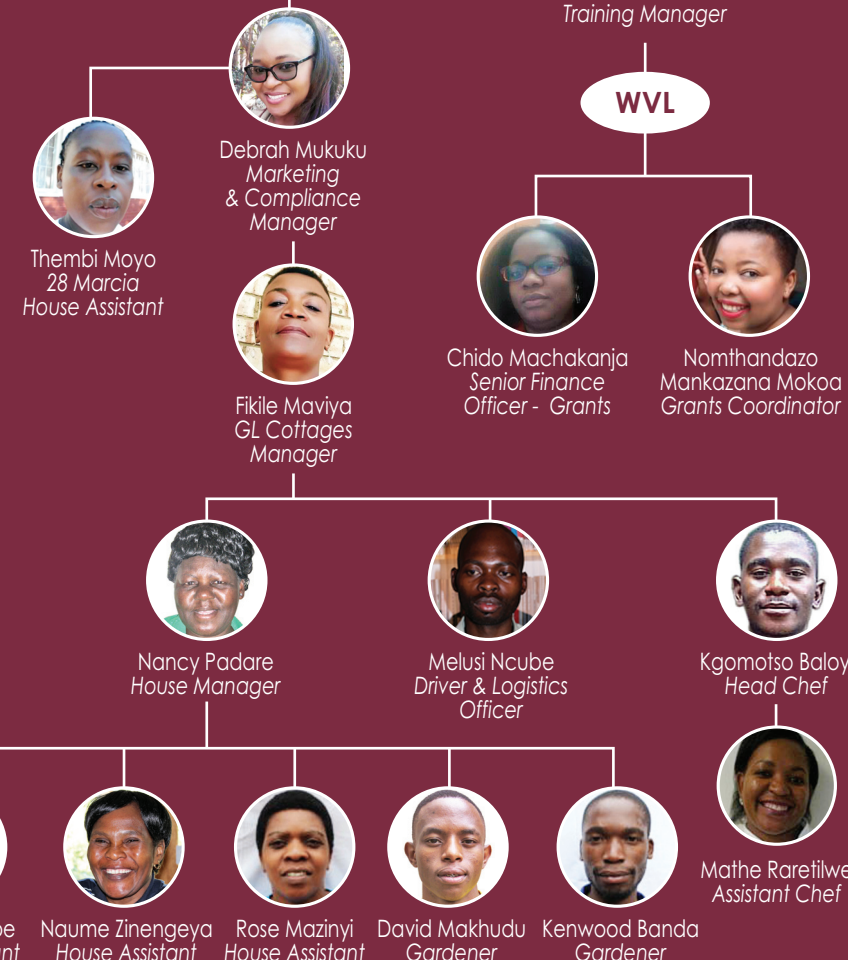 Training Manager
WVL
Debrah Mukuku
Marketing
& Compliance
Manager
Thembi Moyo
28 Marcia
House Assistant
Chido Machakanja
Senior Finance
Officer - Grants
Nomthandazo
Mankazana Mokoa
Grants Coordinator
Fikile Maviya
GL Cottages
Manager
Nancy Padare
House Manager
Melusi Ncube
Driver & Logistics
Officer
Kgomotso Baloy
Head Chef
Mathe Raretilwe
Assistant Chef
Naume Zinengeya
House Assistant
Rose Mazinyi
House Assistant
David Makhudu
Gardener
Kenwood Banda
Gardener